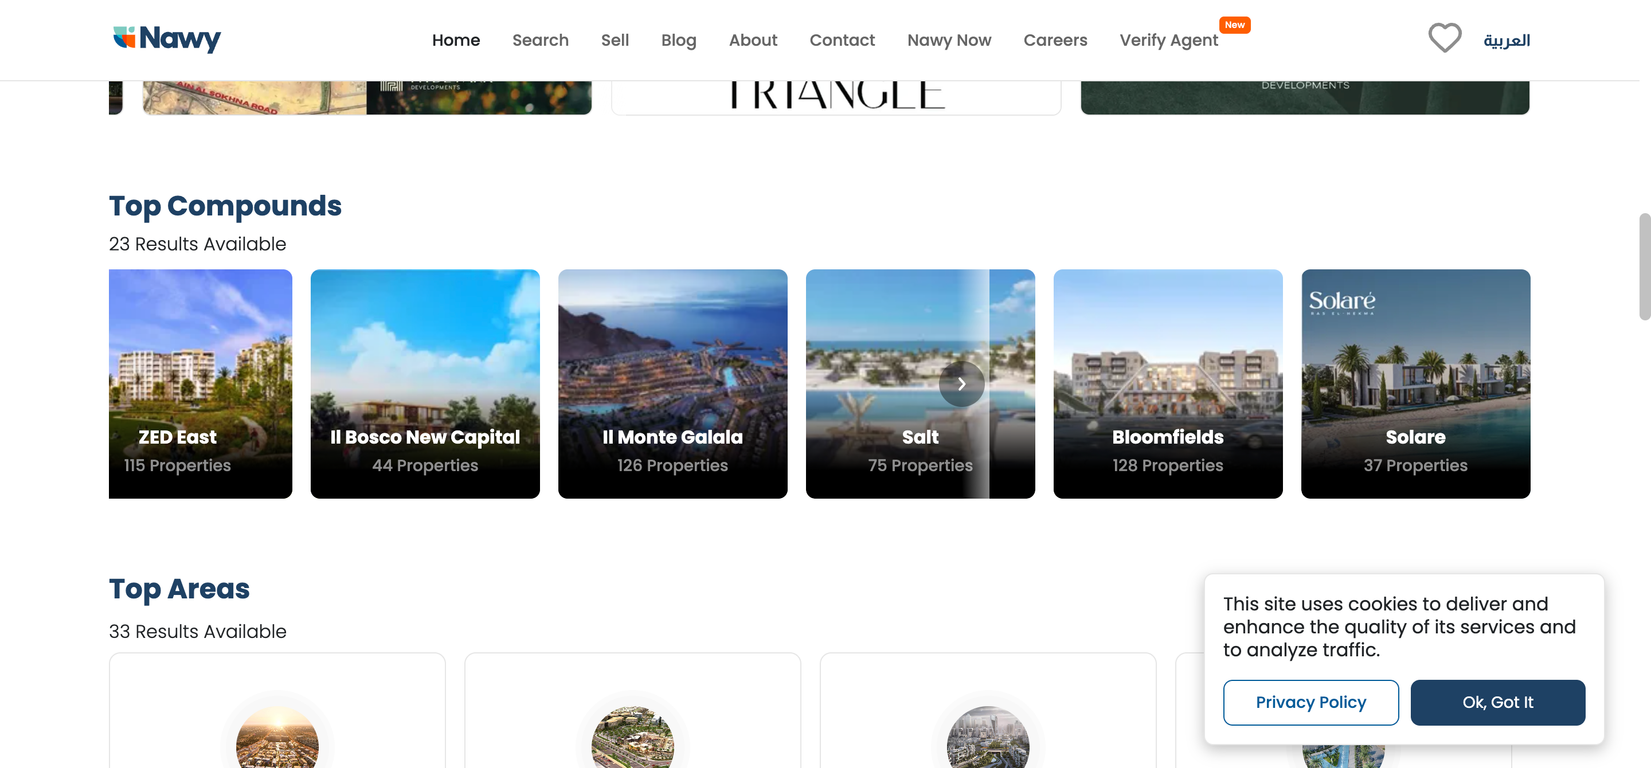 Nawy
Home Search Sell Blog About Contact Nawy Now Careers Verify Agent New العربية
AIN AL SOKHNA ROAD
DEVELOPMENTS
TRIANGLE
DEVELOPMENTS
Top Compounds
23 Results Available
Solaré
RAS EL HEKMA
ZED East
115 Properties
Il Bosco New Capital
44 Properties
Il Monte Galala
126 Properties
Salt
75 Properties
Bloomfields
128 Properties
Solare
37 Properties
Top Areas
33 Results Available
This site uses cookies to deliver and
enhance the quality of its services and
to analyze traffic.
Privacy Policy
Ok, Got It